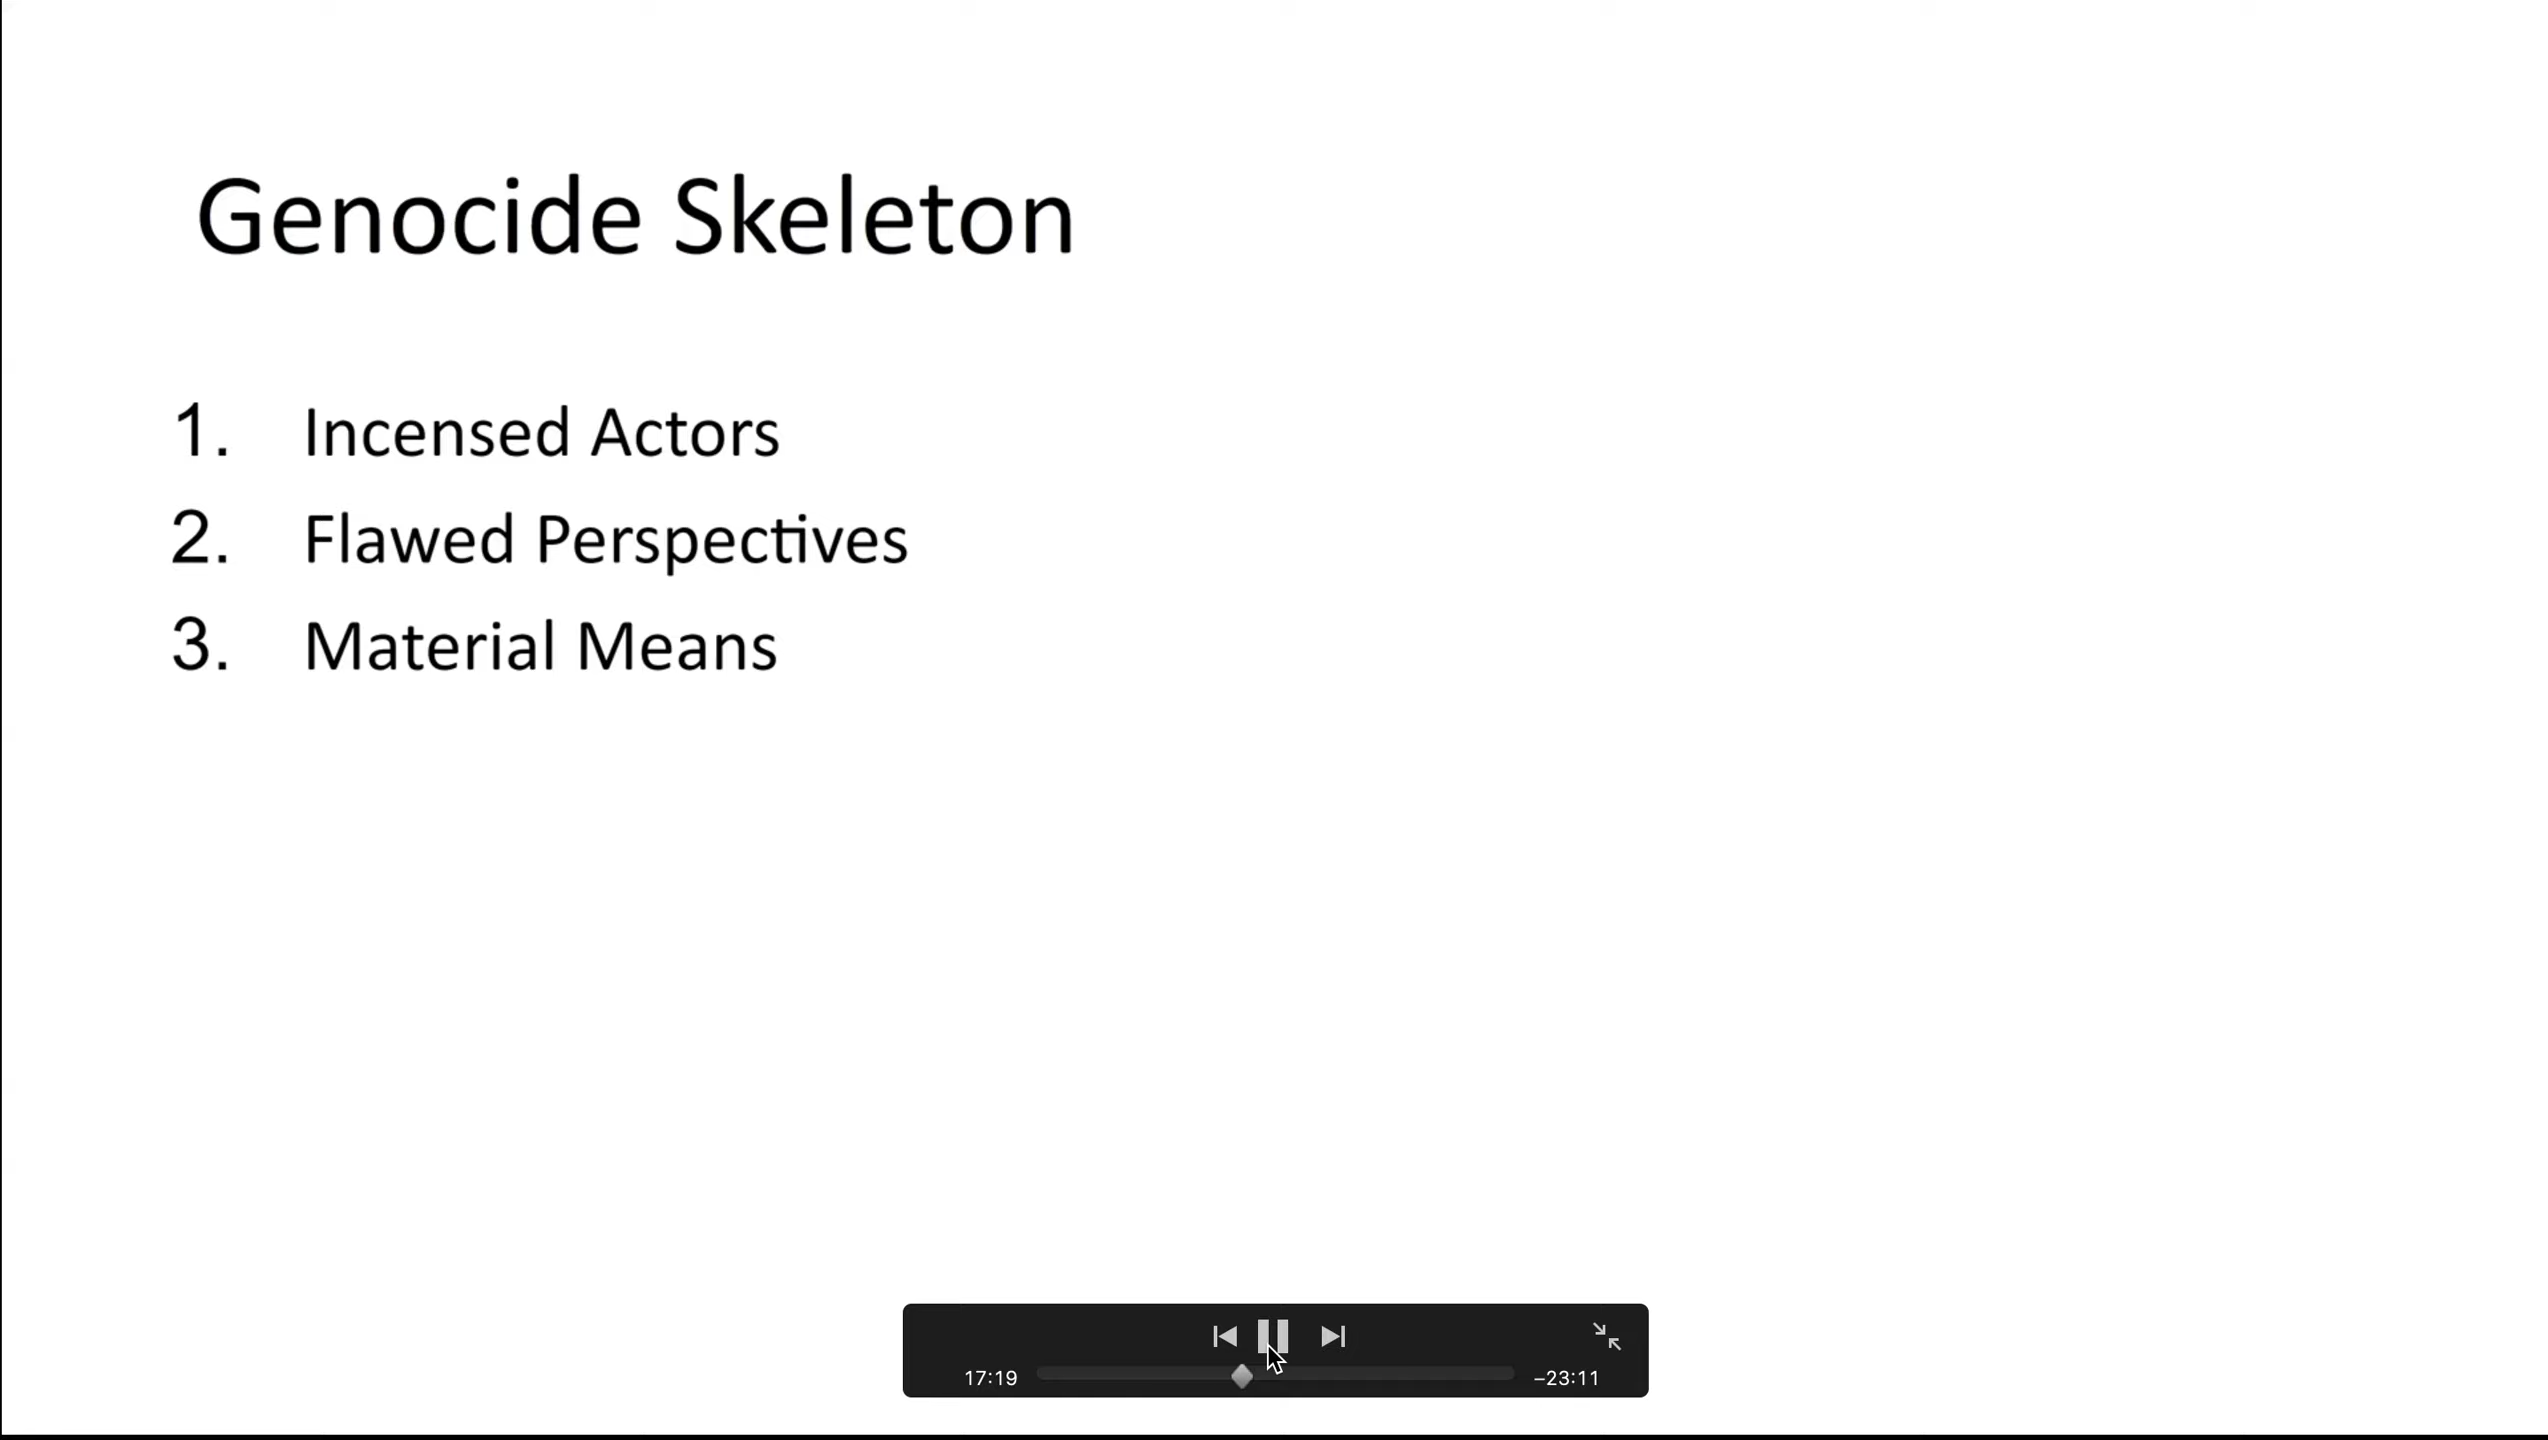 Genocide Skeleton
1. Incensed Actors
2. Flawed Perspectives
3. Material Means
17:19 -23:11